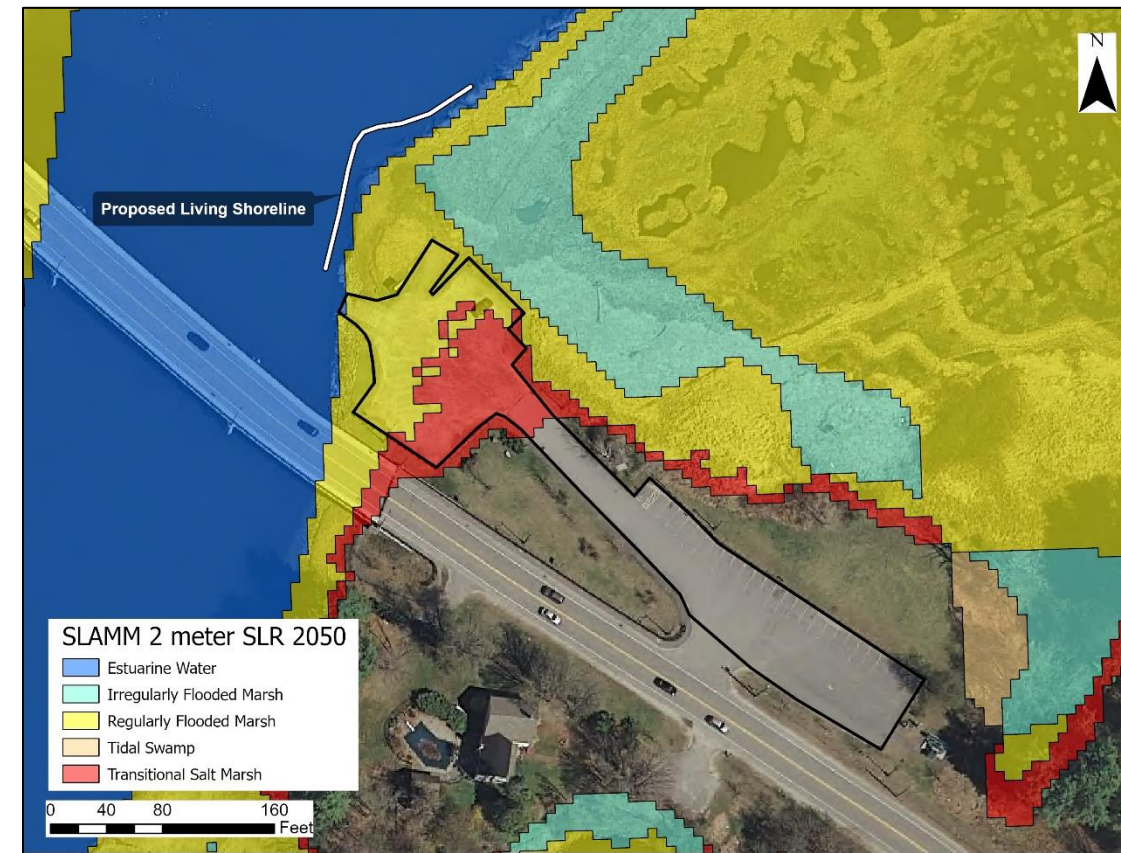 N
Proposed Living Shoreline
SLAMM 2 meter SLR 2050
Estuarine Water
Irregularly Flooded Marsh
Regularly Flooded Marsh
Tidal Swamp
Transitional Salt Marsh
0 40 80 160
Feet